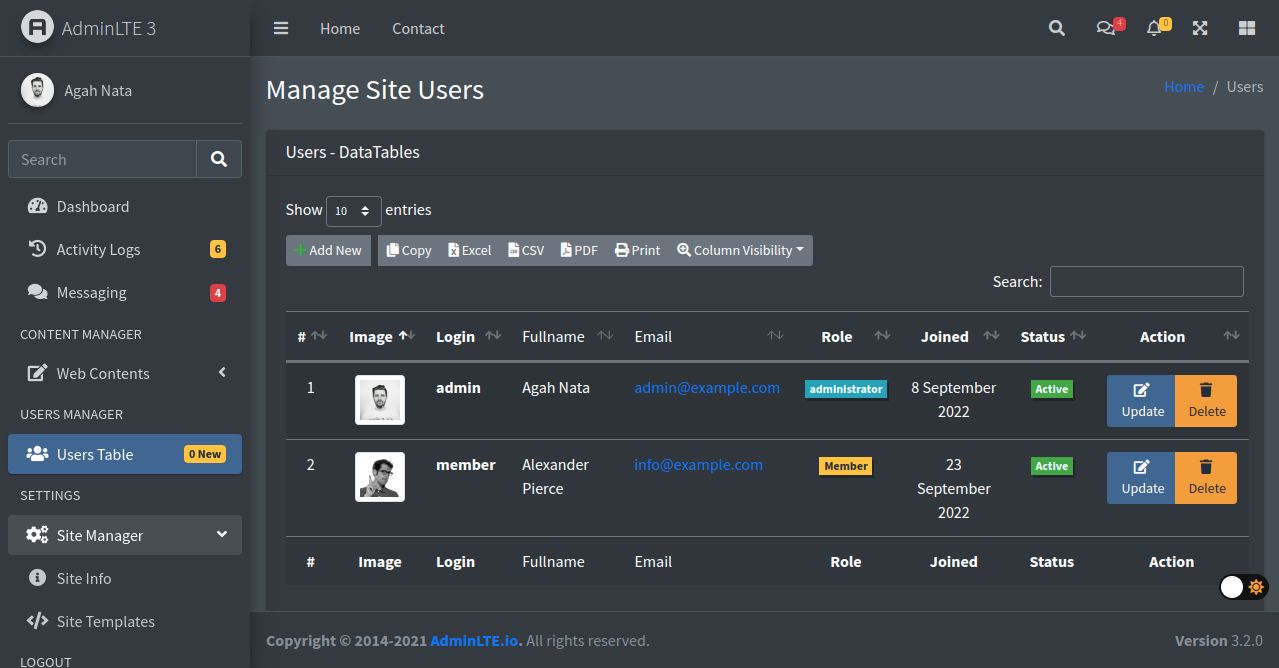 AdminLTE 3
Home
Contact
4
0
Agah Nata
Manage Site Users
Home / Users
Search
Users - DataTables
Dashboard
Show 10 entries
Activity Logs 6
Add New Copy Excel CSV PDF Print Column Visibility
Messaging 4
Search:
CONTENT MANAGER
# Image Login Fullname Email Role Joined Status Action
Web Contents
1 admin Agah Nata admin@example.com administrator 8 September Active Update Delete
2022
USERS MANAGER
Users Table 0 New
2 member Alexander info@example.com Member 23 Active Update Delete
Pierce September
2022
SETTINGS
Site Manager
# Image Login Fullname Email Role Joined Status Action
Site Info
Site Templates
Copyright © 2014-2021 AdminLTE.io. All rights reserved.
Version 3.2.0
LOGOUT